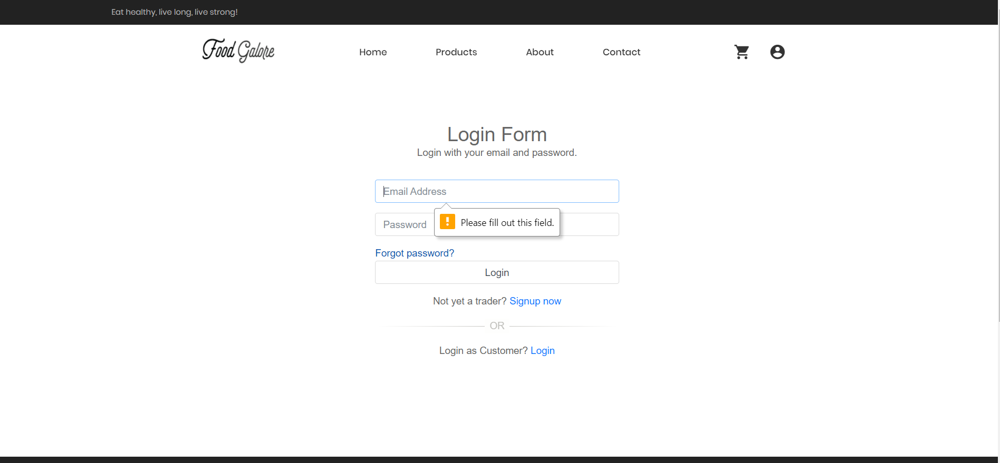 Eat healthy, live long, live strong!
Food Galore
Home
Products
About
Contact
Login Form
Login with your email and password.
Email Address
Password
Please fill out this field.
Forgot password?
Login
Not yet a trader? Signup now
OR
Login as Customer? Login